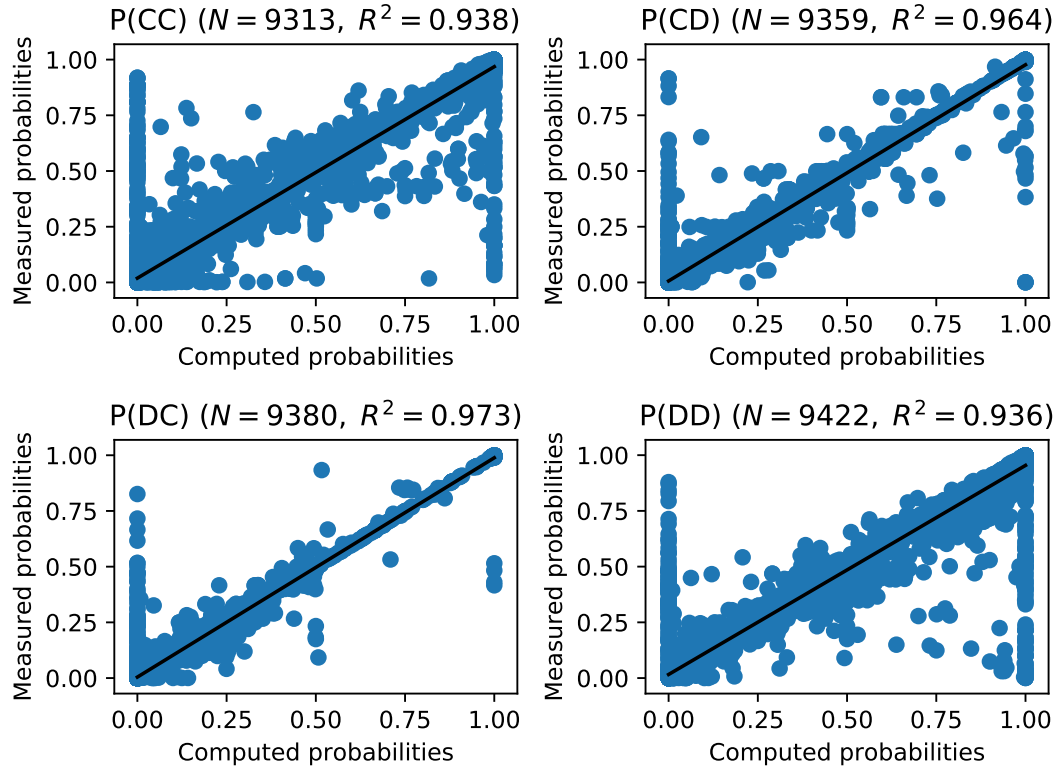 P(CC) (N = 9313, R² = 0.938)
Measured probabilities
1.00
0.75
0.50
0.25
0.00
0.00 0.25 0.50 0.75 1.00
Computed probabilities
P(CD) (N = 9359, R² = 0.964)
Measured probabilities
1.00
0.75
0.50
0.25
0.00
0.00 0.25 0.50 0.75 1.00
Computed probabilities
P(DC) (N = 9380, R² = 0.973)
Measured probabilities
1.00
0.75
0.50
0.25
0.00
0.00 0.25 0.50 0.75 1.00
Computed probabilities
P(DD) (N = 9422, R² = 0.936)
Measured probabilities
1.00
0.75
0.50
0.25
0.00
0.00 0.25 0.50 0.75 1.00
Computed probabilities